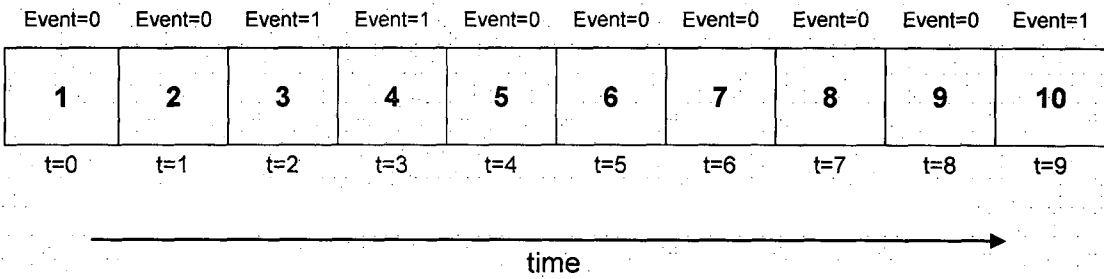 Event=0 Event=0 Event=1 Event=1 Event=0 Event=0 Event=0 Event=0 Event=0 Event=1
1 2 3 4 5 6 7 8 9 10
t=0 t=1 t=2 t=3 t=4 t=5 t=6 t=7 t=8 t=9
time